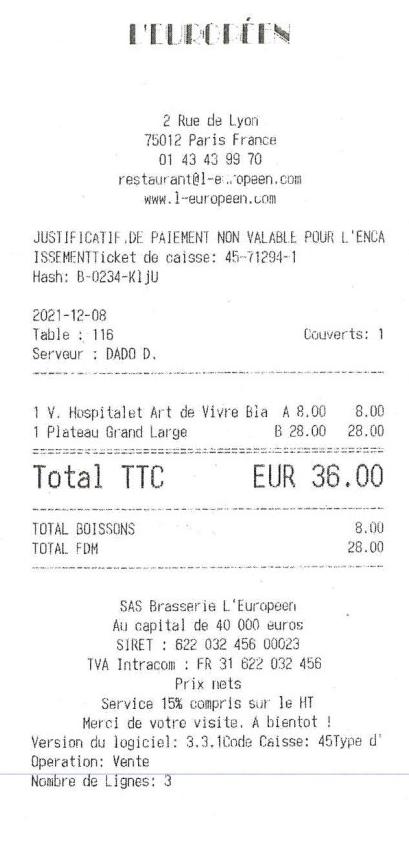 L'EUROPÉEN
2 Rue de Lyon
75012 Paris France
01 43 43 99 70
www.l-europeen.com
JUSTIFICATIF.DE PAIEMENT NON VALABLE POUR L'ENCA
ISSEMENTTicket de caisse: 45-71294-1
Hash: B-0234-KljU
2021-12-08
Table : 116 Couverts: 1
Serveur : DADO D.
1 V. Hospitalet Art de Vivre Bla A 8.00 8.00
1 Plateau Grand Large B 28.00 28.00
Total TTC EUR 36.00
TOTAL BOISSONS 8.00
TOTAL FDM 28.00
SAS Brasserie L'Europeen
Au capital de 40 000 euros
SIRET : 622 032 456 00023
TVA Intracom : FR 31 622 032 456
Prix nets
Service 15% compris sur le HT
Merci de votre visite. A bientot !
Version du logiciel: 3.3.1Code Caisse: 45Type d'
Operation: Vente
Nombre de Lignes: 3